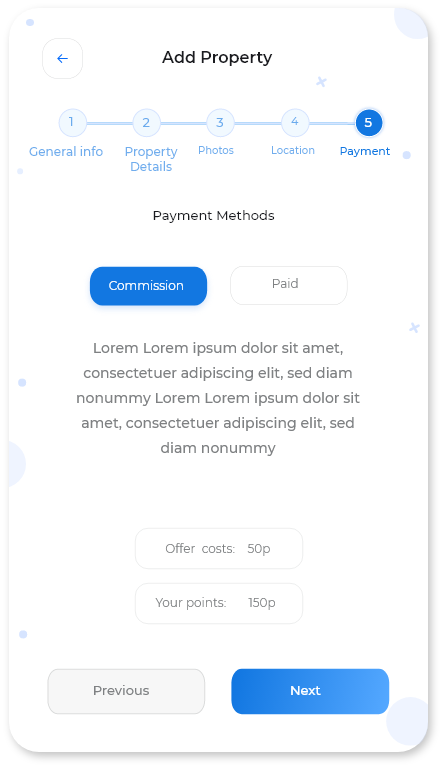 Add Property
1 2 3 4 5
General info Property Details Photos Location Payment
Payment Methods
Commission Paid
Lorem Lorem ipsum dolor sit amet,
consectetuer adipiscing elit, sed diam
nonummy Lorem Lorem ipsum dolor sit
amet, consectetuer adipiscing elit, sed
diam nonummy
Offer costs: 50p
Your points: 150p
Previous Next